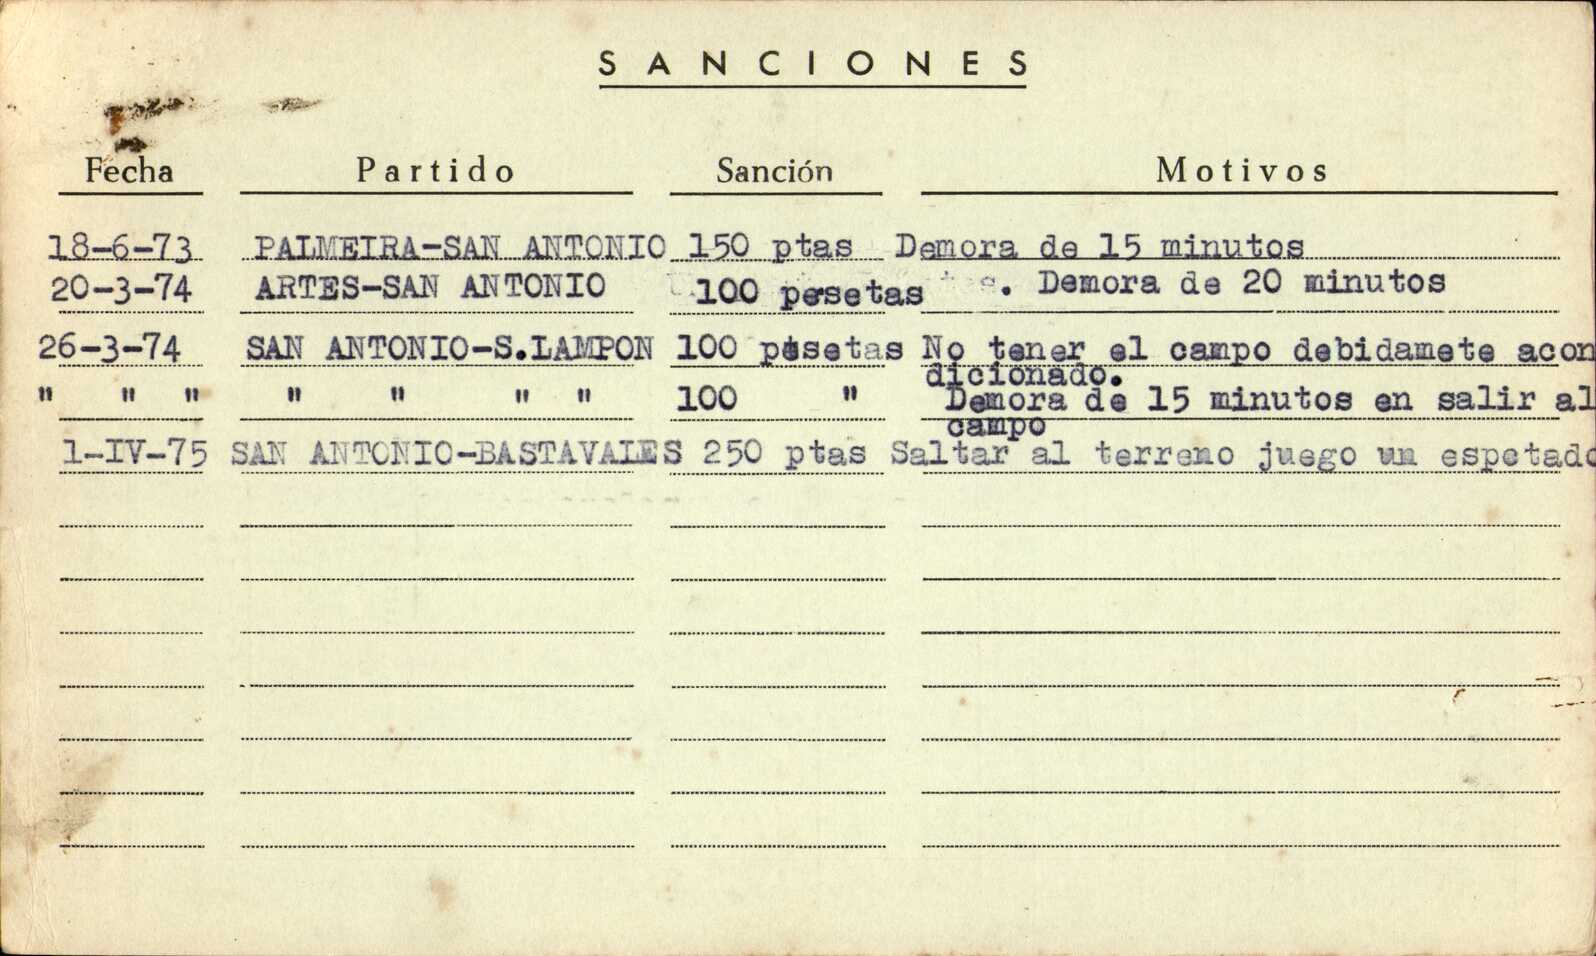 SANCIONES
Fecha Partido Sanción Motivos
18-6-73 PALMEIRA-SAN ANTONIO 150 ptas Demora de 15 minutos
20-3-74 ARTES-SAN ANTONIO 100 pesetas . Demora de 20 minutos
26-3-74 SAN ANTONIO-S.LAMPON 100 pesetas No tener el campo debidamete acon
dicionado.
" " " " " " " 100 " Demora de 15 minutos en salir al
campo
1-IV-75 SAN ANTONIO-BASTAVALES 250 ptas Saltar al terreno juego un espetado